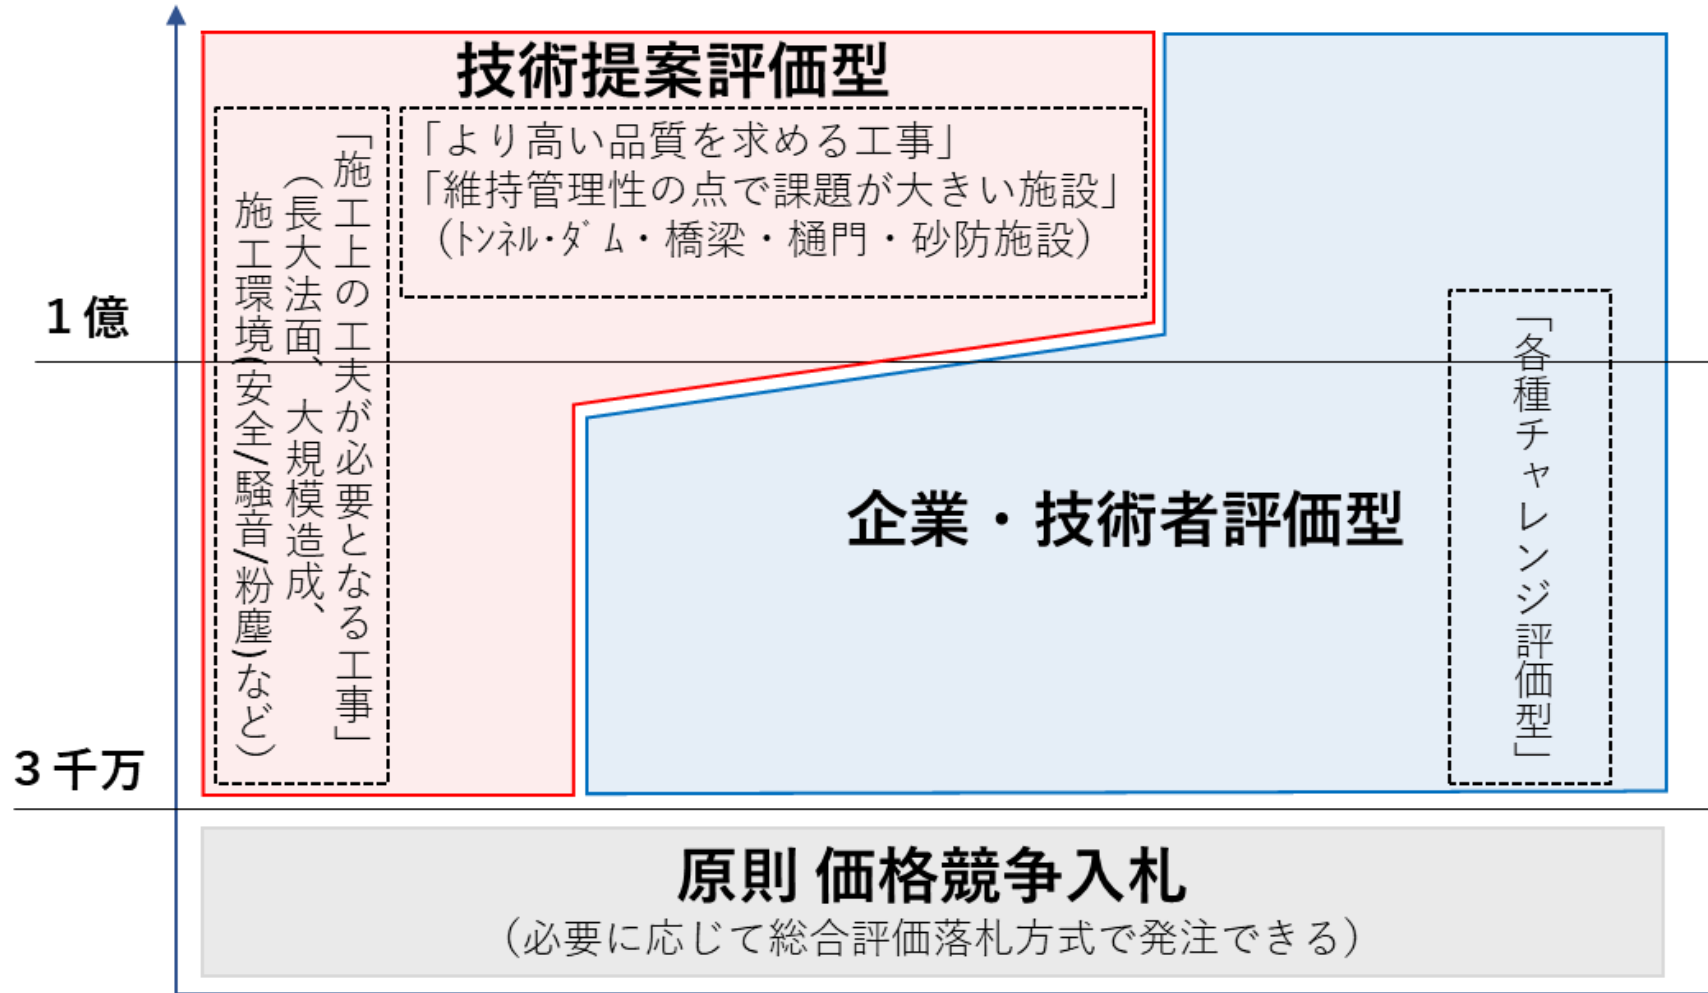 技術提案評価型
「施工上の工夫が必要となる工事」
（長大法面、大規模造成、
施工環境(安全/騒音/粉塵)など）
「より高い品質を求める工事」
「維持管理性の点で課題が大きい施設」
（ﾄﾝﾈﾙ・ﾀﾞﾑ・橋梁・樋門・砂防施設）
１億
「各種チャレンジ評価型」
企業・技術者評価型
３千万
原則 価格競争入札
（必要に応じて総合評価落札方式で発注できる）